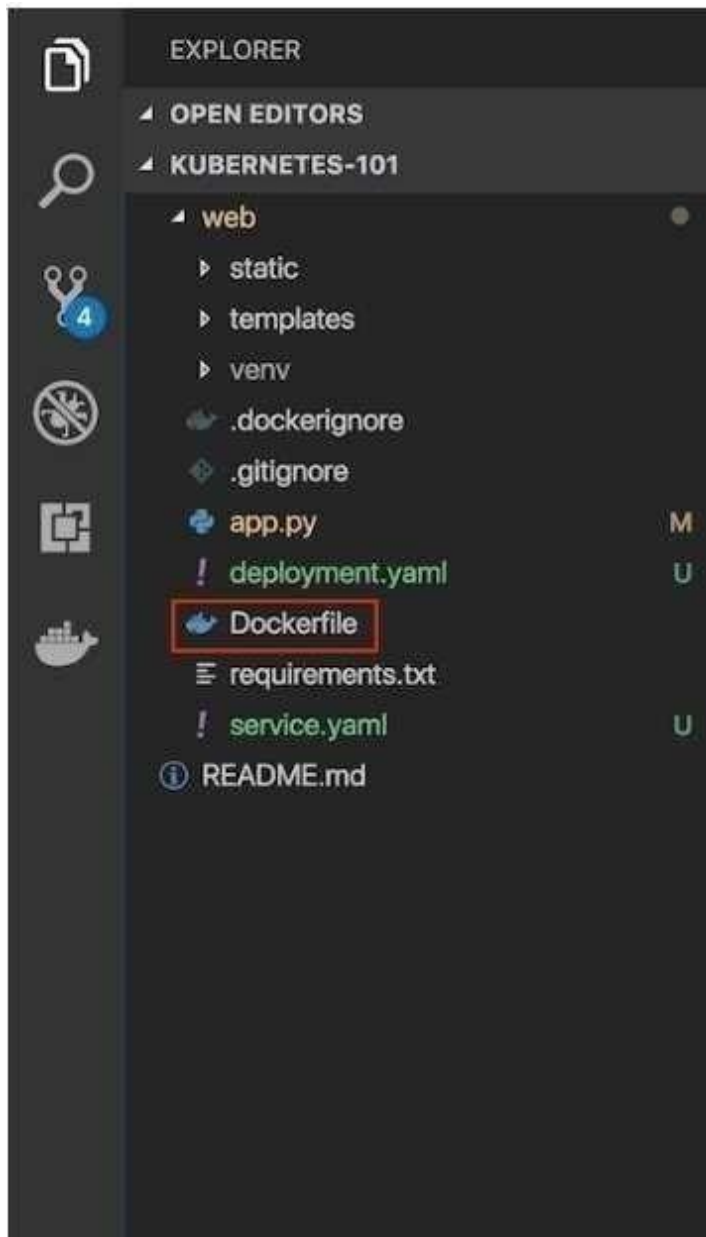 EXPLORER
OPEN EDITORS
KUBERNETES-101
web
static
templates
4
venv
.dockerignore
.gitignore
app.py M
deployment.yaml U
Dockerfile
requirements.txt
service.yaml U
README.md